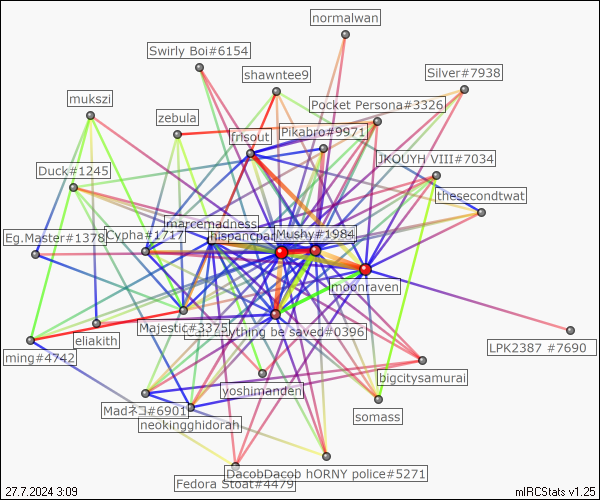 normalwan
Swirly Boi#6154
shawntee9
Silver#7938
mukszi
Pocket Persona#3326
zebula
frisout
Pikabro#9971
JKOUYH VIII#7034
Duck#1245
thesecondtwat
marcemadness
Eg.Master#1378
Cypha#1717
hispancpa
Mushy#1984
moonraven
Majestic#3375
ything be saved#0396
eliakith
LPK2387 #7690
ming#4742
bigcitysamurai
yoshimanden
Madネコ#6901
somass
neokingghidorah
DacobDacob hORNY police#5271
Fedora Stoat#4479
27.7.2024 3:09
mIRCStats v1.25